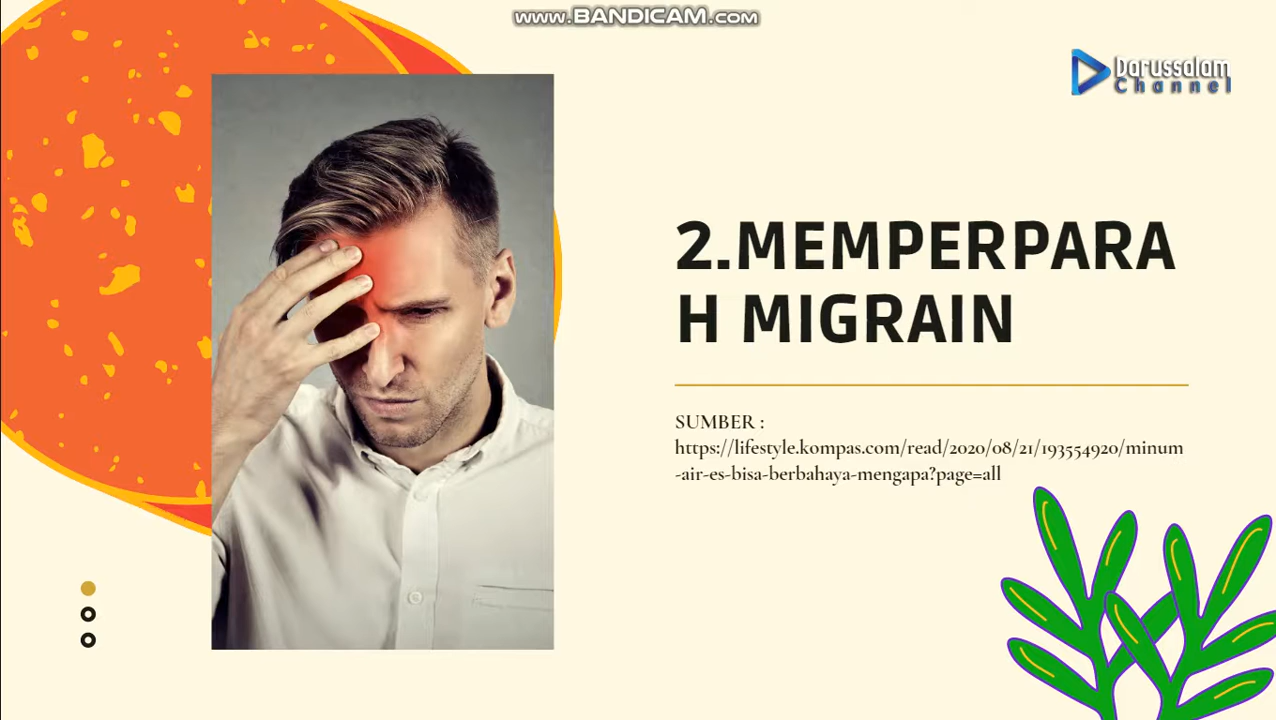 www.BANDICAM.com
Darussalam
Channel
2.MEMPERPARA
H MIGRAIN
SUMBER :
https://lifestyle.kompas.com/read/2020/08/21/193554920/minum
-air-es-bisa-berbahaya-mengapa?page=all